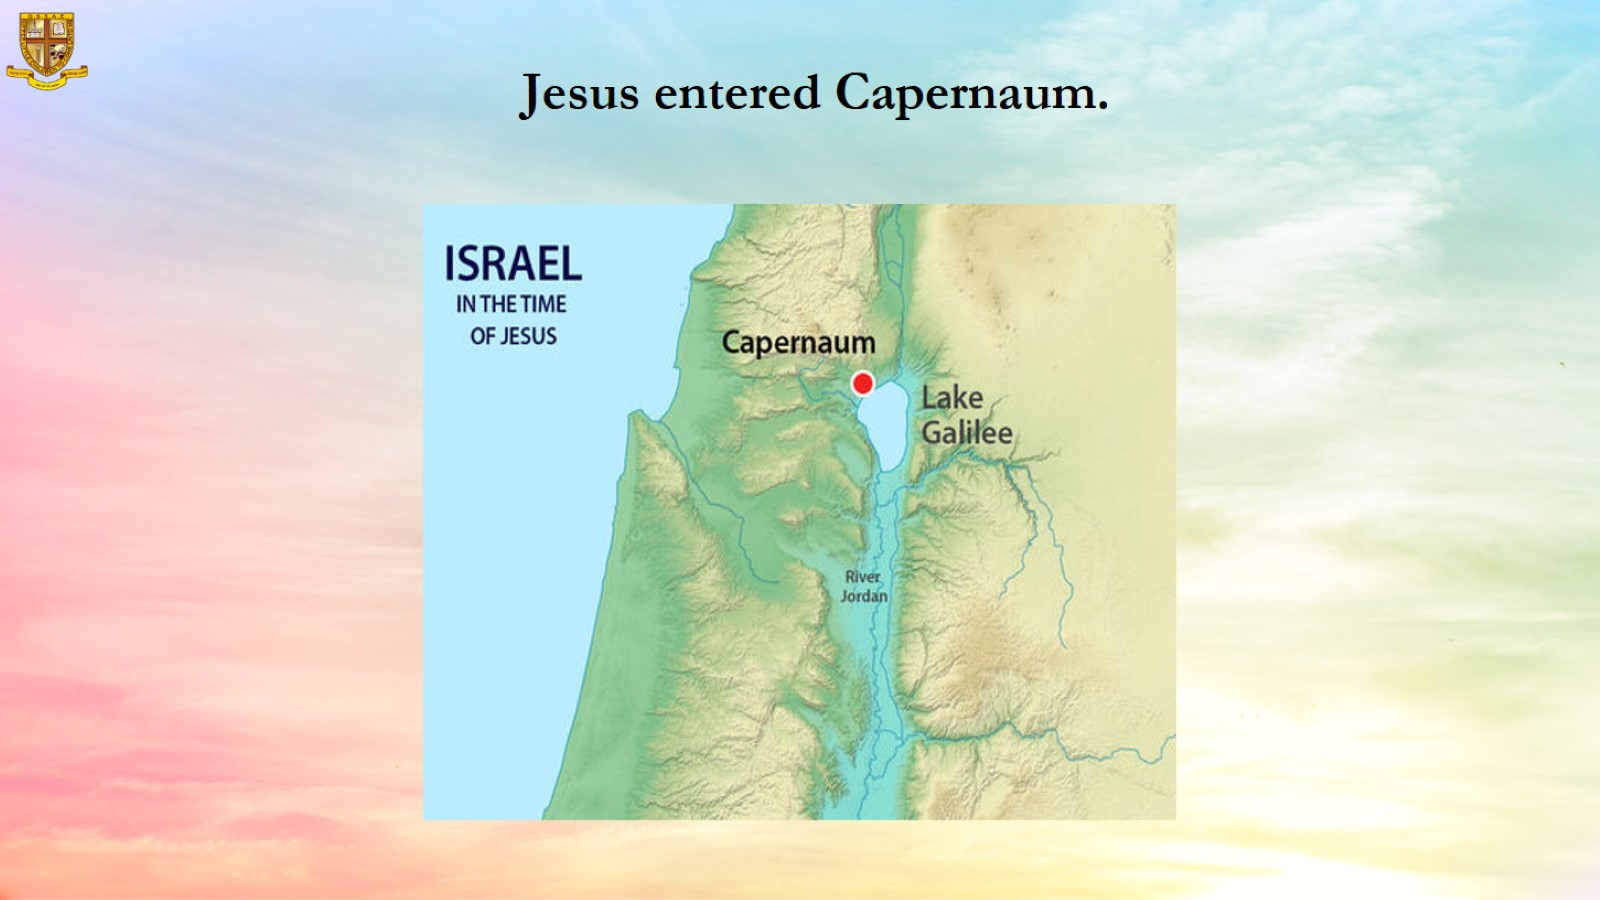 Jesus entered Capernaum.
ISRAEL
IN THE TIME
OF JESUS
Capernaum
Lake
Galilee
River
Jordan